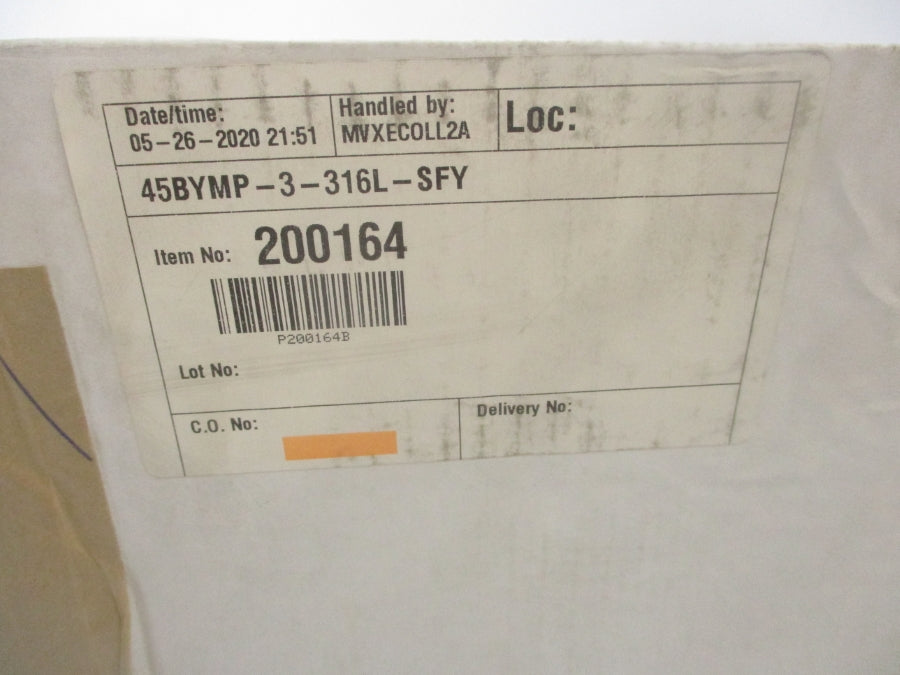 Date/time:
05-26-2020 21:51
Handled by:
MVXECOLL2A
Loc:
45BYMP-3-316L-SFY
Item No: 200164
P200164B
Lot No:
C.O. No:
Delivery No: